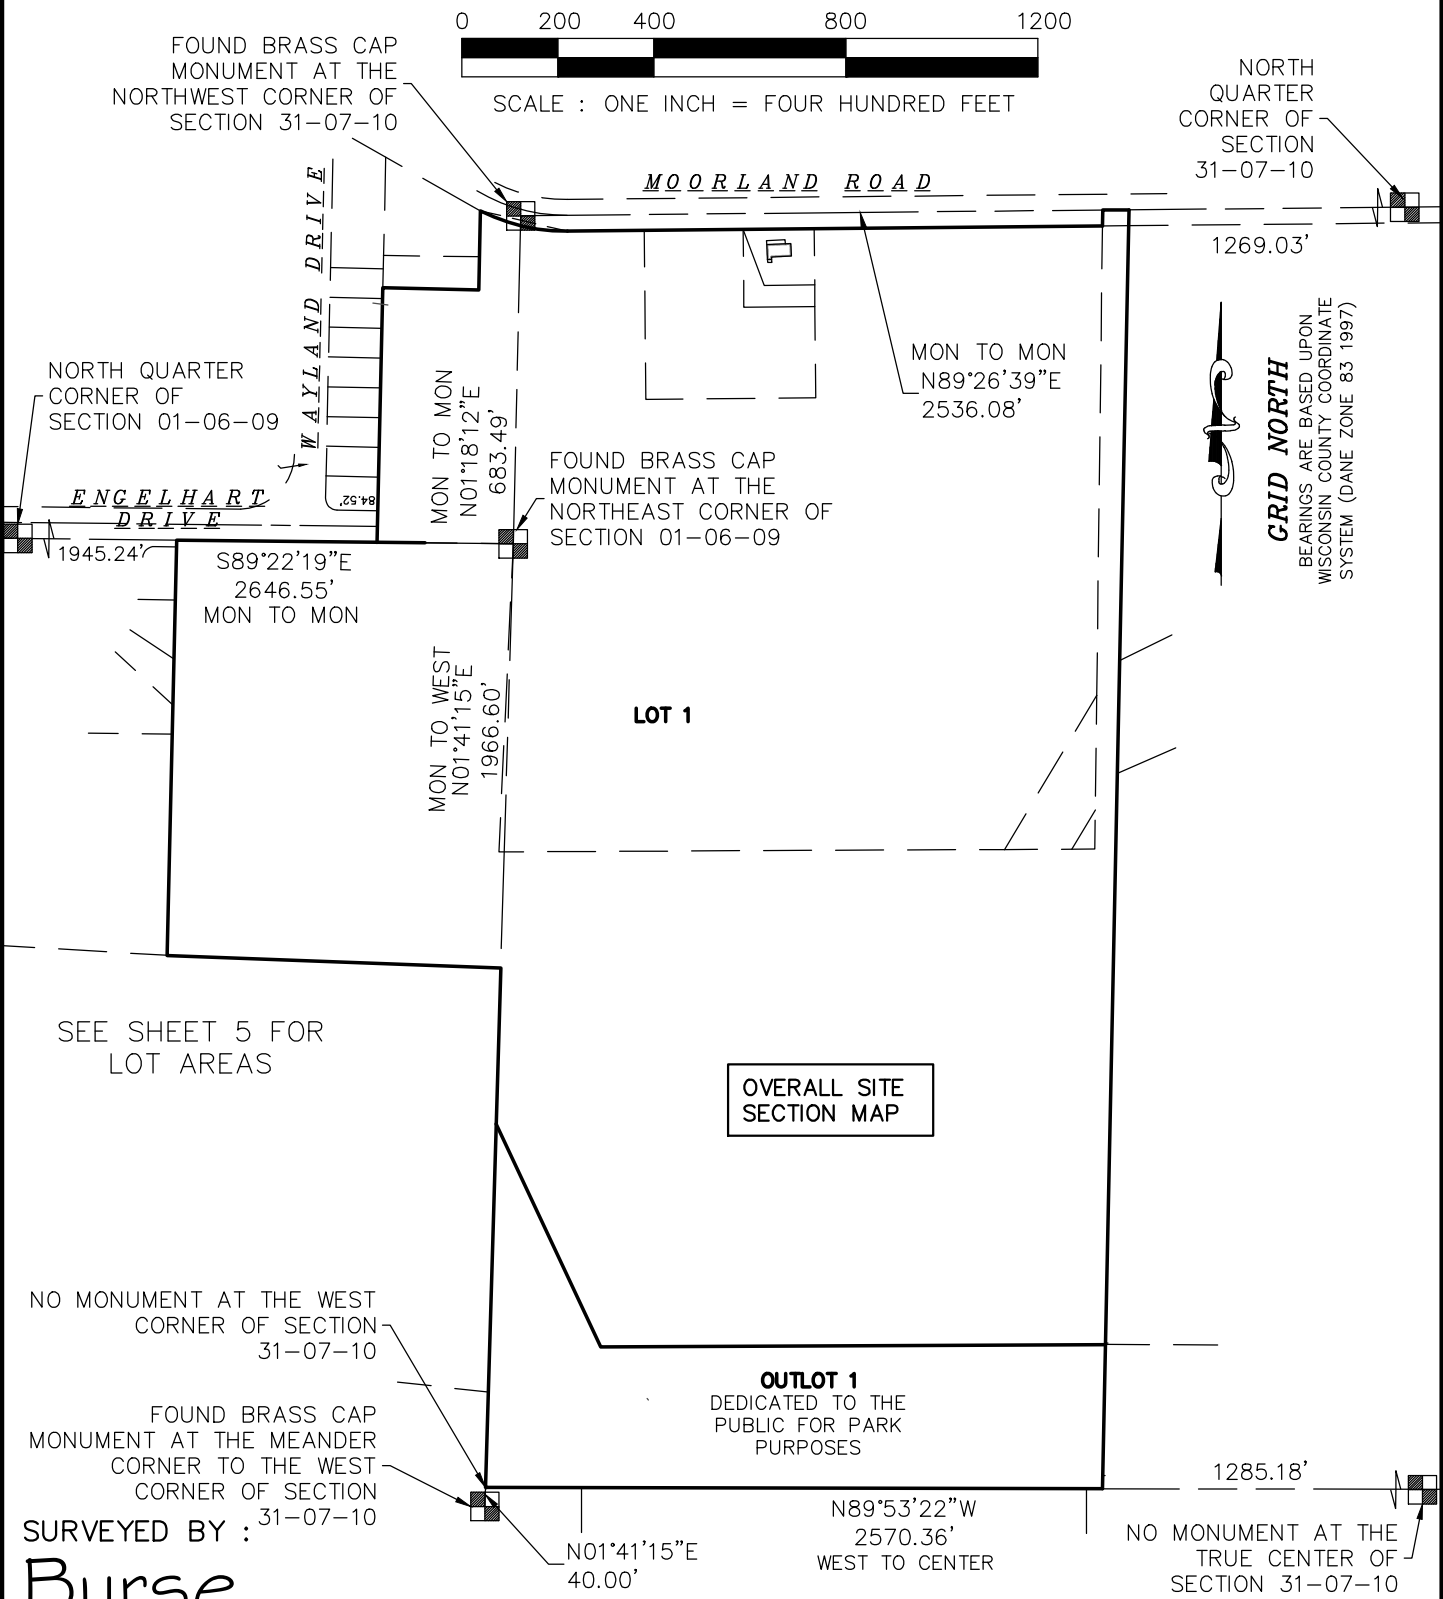 0 200 400 800 1200
SCALE : ONE INCH = FOUR HUNDRED FEET
FOUND BRASS CAP
MONUMENT AT THE
NORTHWEST CORNER OF
SECTION 31-07-10
NORTH
QUARTER
CORNER OF
SECTION
31-07-10
MOORLAND ROAD
1269.03'
WAYLAND DRIVE
MON TO MON
N89°26'39"E
2536.08'
GRID NORTH
BEARINGS ARE BASED UPON
WISCONSIN COUNTY COORDINATE
SYSTEM (DANE ZONE 83 1997)
NORTH QUARTER
CORNER OF
SECTION 01-06-09
MON TO MON
N01°18'12"E
683.49'
FOUND BRASS CAP
MONUMENT AT THE
NORTHEAST CORNER OF
SECTION 01-06-09
ENGELHART
DRIVE
84.52'
1945.24'
S89°22'19"E
2646.55'
MON TO MON
MON TO WEST
N01°41'15"E
1966.60'
LOT 1
SEE SHEET 5 FOR
LOT AREAS
OVERALL SITE
SECTION MAP
NO MONUMENT AT THE WEST
CORNER OF SECTION
31-07-10
OUTLOT 1
DEDICATED TO THE
PUBLIC FOR PARK
PURPOSES
FOUND BRASS CAP
MONUMENT AT THE MEANDER
CORNER TO THE WEST
CORNER OF SECTION
31-07-10
1285.18'
N89°53'22"W
2570.36'
WEST TO CENTER
N01°41'15"E
40.00'
NO MONUMENT AT THE
TRUE CENTER OF
SECTION 31-07-10
SURVEYED BY :
Burse